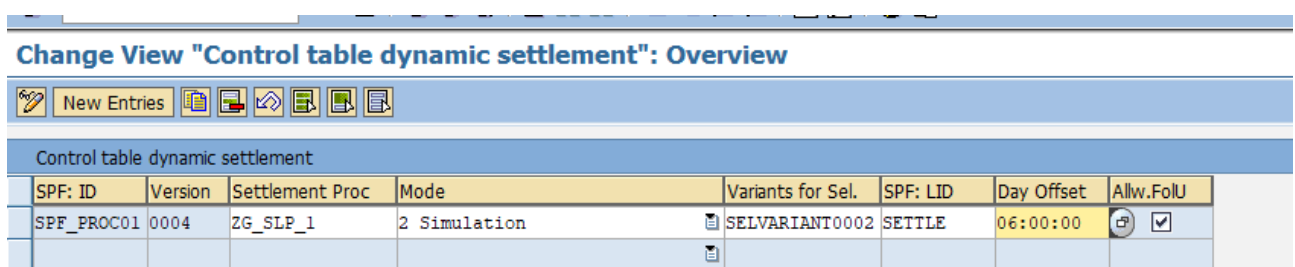 Change View "Control table dynamic settlement": Overview
New Entries
Control table dynamic settlement
SPF: ID Version Settlement Proc Mode Variants for Sel. SPF: LID Day Offset Allw.FolU
SPF_PROC01 0004 ZG_SLP_1 2 Simulation SELVARIANT0002 SETTLE 06:00:00